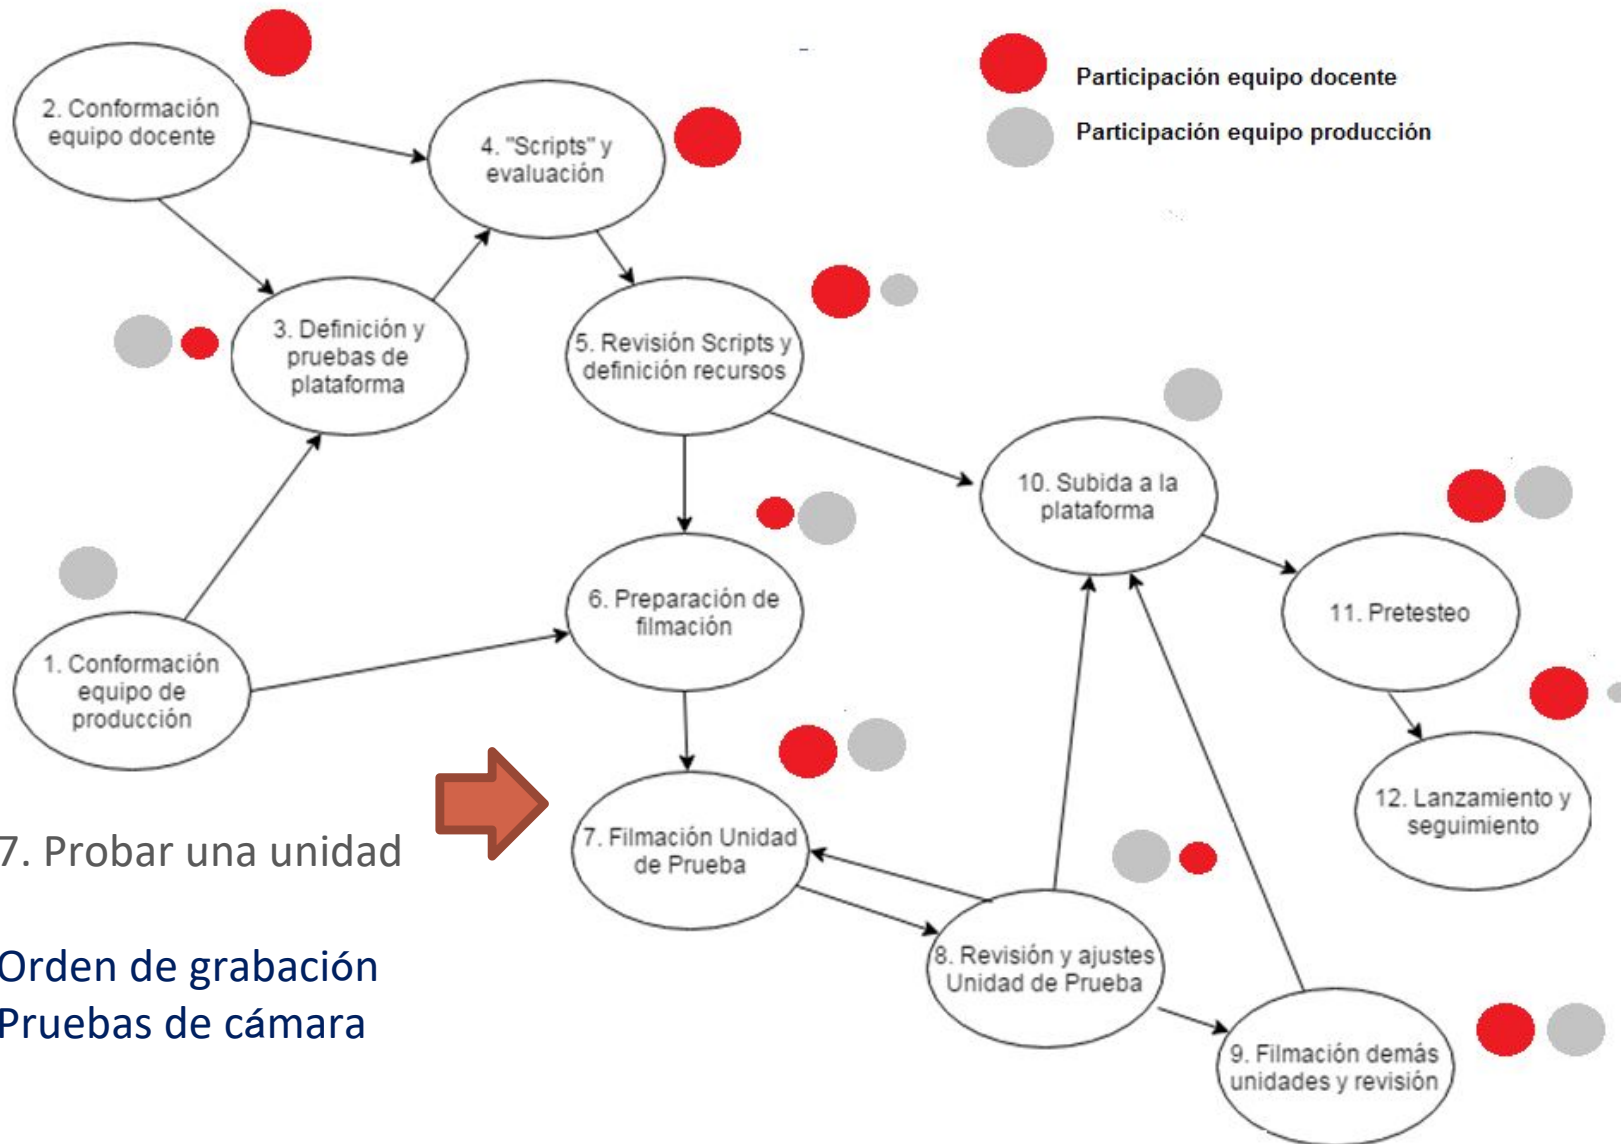 Participación equipo docente
Participación equipo producción
2. Conformación
equipo docente
4. "Scripts" y
evaluación
3. Definición y
pruebas de
plataforma
5. Revisión Scripts y
definición recursos
10. Subida a la
plataforma
6. Preparación de
filmación
11. Pretesteo
1. Conformación
equipo de
producción
12. Lanzamiento y
seguimiento
7. Filmación Unidad
de Prueba
7. Probar una unidad
8. Revisión y ajustes
Unidad de Prueba
Orden de grabación
Pruebas de cámara
9. Filmación demás
unidades y revisión